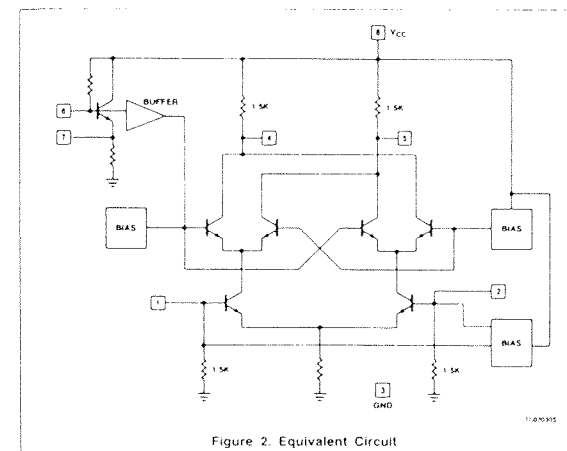 8 VCC
BUFFER
6
1 5K
1 5K
7
4
5
BIAS
BIAS
1
2
BIAS
1 5K
1 5K
3
GND
Figure 2. Equivalent Circuit